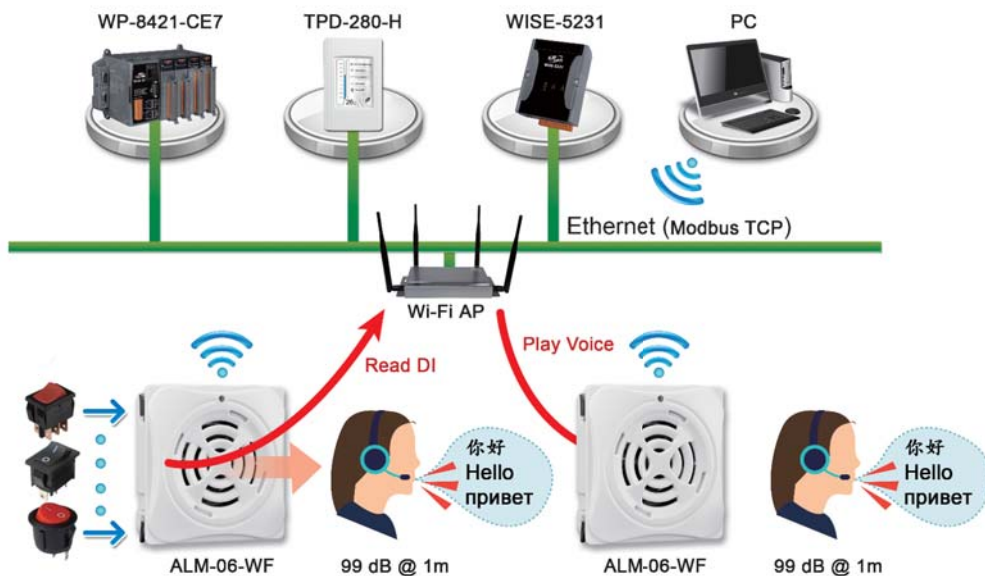 WP-8421-CE7
TPD-280-H
WISE-5231
PC
Ethernet (Modbus TCP)
Wi-Fi AP
Read DI
Play Voice
你好
Hello
привет
你好
Hello
привет
ALM-06-WF
99 dB @ 1m
ALM-06-WF
99 dB @ 1m